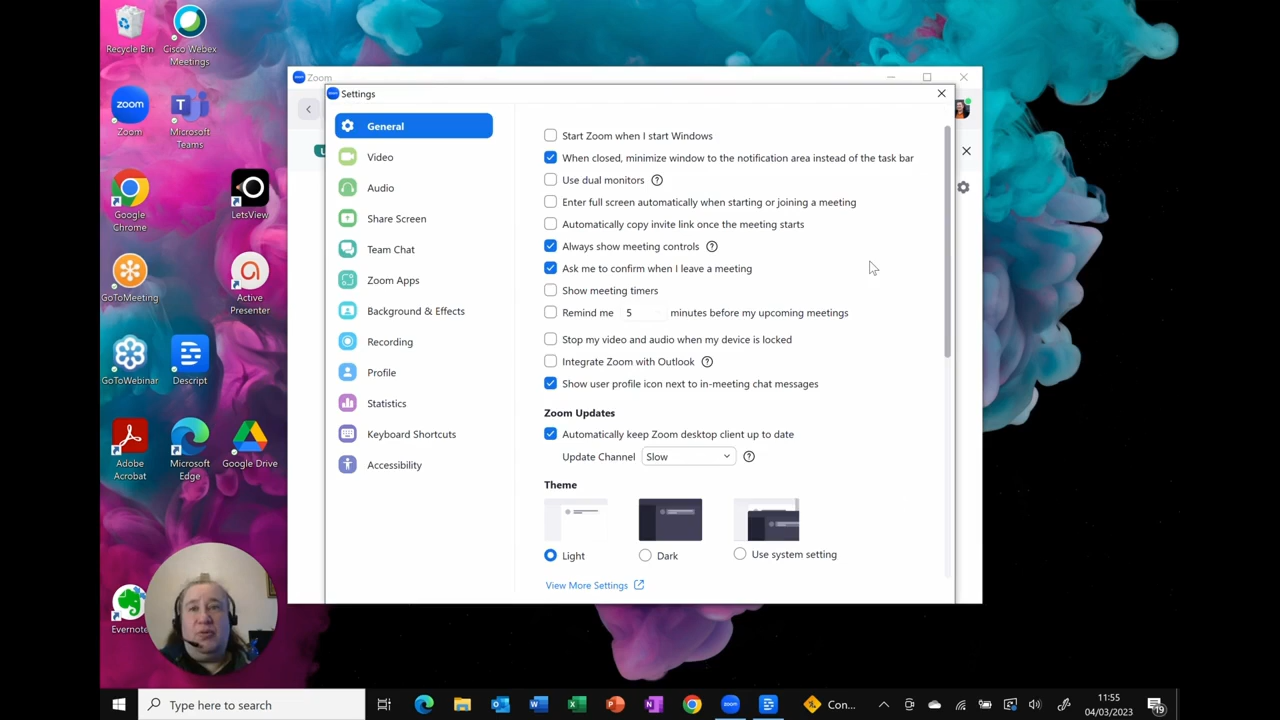 Recycle Bin
Cisco Webex
Meetings
zoom
Zoom
Microsoft
Teams
Google
Chrome
LetsView
GoToMeeting
Active
Presenter
GoToWebinar
Descript
Adobe
Acrobat
Microsoft
Edge
Google Drive
Evernote
Zoom
Settings
General
Video
Audio
Share Screen
Team Chat
Zoom Apps
Background & Effects
Recording
Profile
Statistics
Keyboard Shortcuts
Accessibility
Start Zoom when I start Windows
When closed, minimize window to the notification area instead of the task bar
Use dual monitors
Enter full screen automatically when starting or joining a meeting
Automatically copy invite link once the meeting starts
Always show meeting controls
Ask me to confirm when I leave a meeting
Show meeting timers
Remind me 5 minutes before my upcoming meetings
Stop my video and audio when my device is locked
Integrate Zoom with Outlook
Show user profile icon next to in-meeting chat messages
Zoom Updates
Automatically keep Zoom desktop client up to date
Update Channel Slow
Theme
Light
Dark
Use system setting
View More Settings
Type here to search
Con...
11:55
04/03/2023
19